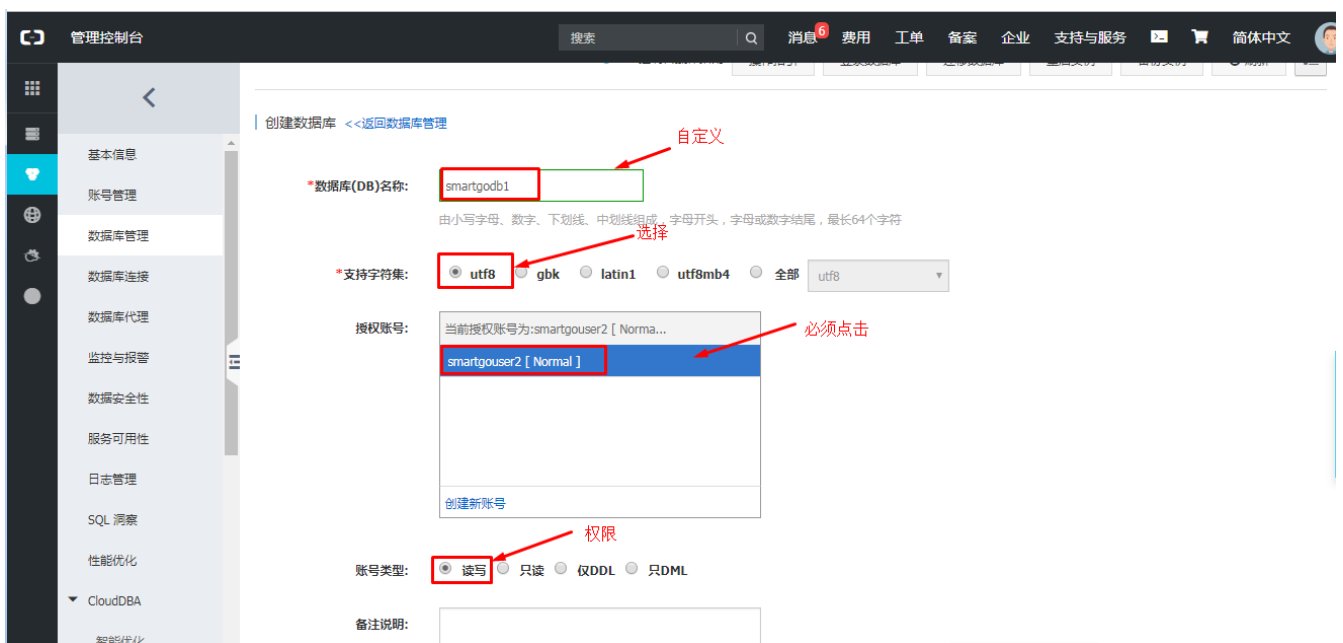 管理控制台
搜索
消息 6 费用 工单 备案 企业 支持与服务 简体中文
创建数据库 <<返回数据库管理
自定义
基本信息
账号管理
数据库管理
数据库连接
数据库代理
监控与报警
数据安全性
服务可用性
日志管理
SQL 洞察
性能优化
CloudDBA
智能优化
*数据库(DB)名称: smartgodb1
由小写字母、数字、下划线、中划线组成，字母开头，字母或数字结尾，最长64个字符
选择
*支持字符集: utf8 gbk latin1 utf8mb4 全部 utf8
授权账号: 当前授权账号为:smartgouser2 [ Norma...
必须点击
smartgouser2 [ Normal ]
创建新账号
权限
账号类型: 读写 只读 仅DDL 只DML
备注说明: